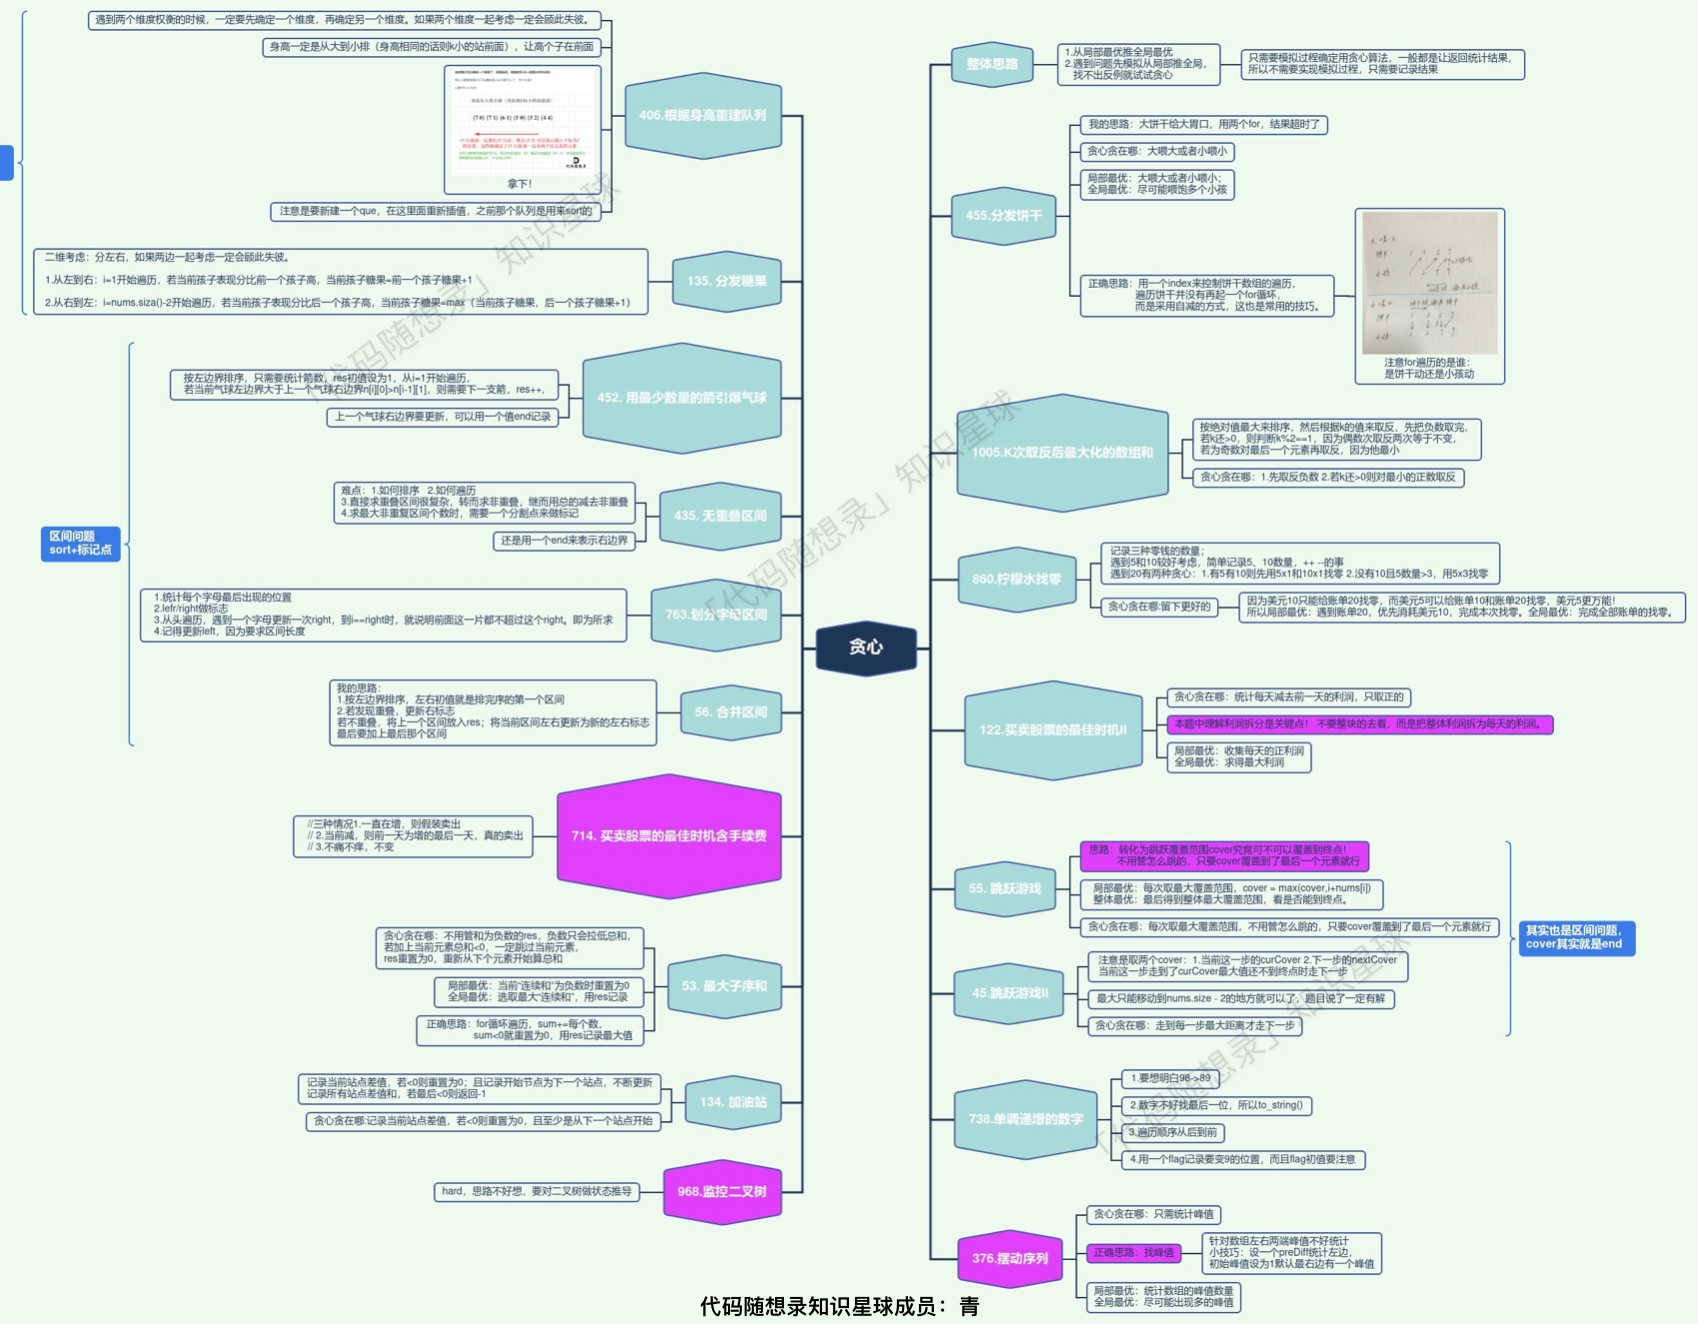 遇到两个维度权衡的时候，一定要先确定一个维度，再确定另一个维度。如果两个维度一起考虑一定会顾此失彼。
身高一定是从大到小排（身高相同的话则k小的站前面），让高个子在前面
拿下！
注意是要新建一个que，在这里面重新插值，之前那个队列是用来sort的
406.根据身高重建队列
二维考虑：分左右，如果两边一起考虑一定会顾此失彼。
1.从左到右：i=1开始遍历，若当前孩子表现分比前一个孩子高，当前孩子糖果=前一个孩子糖果+1
2.从右到左：i=nums.siza()-2开始遍历，若当前孩子表现分比后一个孩子高，当前孩子糖果=max（当前孩子糖果，后一个孩子糖果+1）
135. 分发糖果
按左边界排序，只需要统计箭数，res初值设为1，从i=1开始遍历，
若当前气球左边界大于上一个气球右边界n[i][0]>n[i-1][1]，则需要下一支箭，res++，
上一个气球右边界要更新，可以用一个值end记录
452. 用最少数量的箭引爆气球
难点：1.如何排序 2.如何遍历
3.直接求重叠区间很复杂，转而求非重叠，继而用总的减去非重叠
4.求最大非重复区间个数时，需要一个分割点来做标记
还是用一个end来表示右边界
435. 无重叠区间
区间问题
sort+标记点
1.统计每个字母最后出现的位置
2.lefr/right做标志
3.从头遍历，遇到一个字母更新一次right，到i==right时，就说明前面这一片都不超过这个right。即为所求
4.记得更新left，因为要求区间长度
763.划分字母区间
我的思路：
1.按左边界排序，左右初值就是排完序的第一个区间
2.若发现重叠，更新右标志
若不重叠，将上一个区间放入res；将当前区间左右更新为新的左右标志
最后要加上最后那个区间
56. 合并区间
//三种情况1.一直在增，则假装卖出
// 2.当前减，则前一天为增的最后一天，真的卖出
// 3.不痛不痒，不变
714. 买卖股票的最佳时机含手续费
贪心贪在哪：不用管和为负数的res，负数只会拉低总和，
若加上当前元素总和<0，一定跳过当前元素，
res重置为0，重新从下个元素开始算总和
局部最优：当前“连续和”为负数时重置为0
全局最优：选取最大“连续和”，用res记录
正确思路：for循环遍历，sum+=每个数，
sum<0就重置为0，用res记录最大值
53. 最大子序和
记录当前站点差值，若<0则重置为0；且记录开始节点为下一个站点，不断更新
记录所有站点差值和，若最后<0则返回-1
贪心贪在哪:记录当前站点差值，若<0则重置为0，且至少是从下一个站点开始
134. 加油站
hard，思路不好想，要对二叉树做状态推导
968.监控二叉树
贪心
整体思路
1.从局部最优推全局最优
2.遇到问题先模拟从局部推全局，
找不出反例就试试贪心
只需要模拟过程确定用贪心算法，一般都是让返回统计结果，
所以不需要实现模拟过程，只需要记录结果
455.分发饼干
我的思路：大饼干给大胃口，用两个for，结果超时了
贪心贪在哪：大喂大或者小喂小
局部最优：大喂大或者小喂小；
全局最优：尽可能喂饱多个小孩
正确思路：用一个index来控制饼干数组的遍历，
遍历饼干并没有再起一个for循环，
而是采用自减的方式，这也是常用的技巧。
注意for遍历的是谁：
是饼干动还是小孩动
1005.K次取反后最大化的数组和
按绝对值最大来排序，然后根据k的值来取反，先把负数取完，
若k还>0，则判断k%2==1，因为偶数次取反两次等于不变，
若为奇数对最后一个元素再取反，因为他最小
贪心贪在哪：1.先取反负数 2.若k还>0则对最小的正数取反
860.柠檬水找零
记录三种零钱的数量；
遇到5和10较好考虑，简单记录5、10数量，++ --的事
遇到20有两种贪心：1.有5有10则先用5x1和10x1找零 2.没有10且5数量>3，用5x3找零
贪心贪在哪:留下更好的
因为美元10只能给账单20找零，而美元5可以给账单10和账单20找零，美元5更万能！
所以局部最优：遇到账单20，优先消耗美元10，完成本次找零。全局最优：完成全部账单的找零。
122.买卖股票的最佳时机II
贪心贪在哪：统计每天减去前一天的利润，只取正的
本题中理解利润拆分是关键点！ 不要整块的去看，而是把整体利润拆为每天的利润。
局部最优：收集每天的正利润
全局最优：求得最大利润
55. 跳跃游戏
思路：转化为跳跃覆盖范围cover究竟可不可以覆盖到终点！
不用管怎么跳的，只要cover覆盖到了最后一个元素就行
局部最优：每次取最大覆盖范围，cover = max(cover,i+nums[i])
整体最优：最后得到整体最大覆盖范围，看是否能到终点。
贪心贪在哪：每次取最大覆盖范围，不用管怎么跳的，只要cover覆盖到了最后一个元素就行
其实也是区间问题，
cover其实就是end
45.跳跃游戏II
注意是取两个cover：1.当前这一步的curCover 2.下一步的nextCover
当前这一步走到了curCover最大值还不到终点时走下一步
最大只能移动到nums.size - 2的地方就可以了，题目说了一定有解
贪心贪在哪：走到每一步最大距离才走下一步
738.单调递增的数字
1.要想明白98->89
2.数字不好找最后一位，所以to_string()
3.遍历顺序从后到前
4.用一个flag记录要变9的位置，而且flag初值要注意
376.摆动序列
贪心贪在哪：只需统计峰值
正确思路：找峰值
针对数组左右两端峰值不好统计
小技巧：设一个preDiff统计左边，
初始峰值设为1默认最右边有一个峰值
局部最优：统计数组的峰值数量
全局最优：尽可能出现多的峰值
「代码随想录」知识星球
「代码随想录」知识星球
「代码随想录」知识星球
代码随想录知识星球成员：青